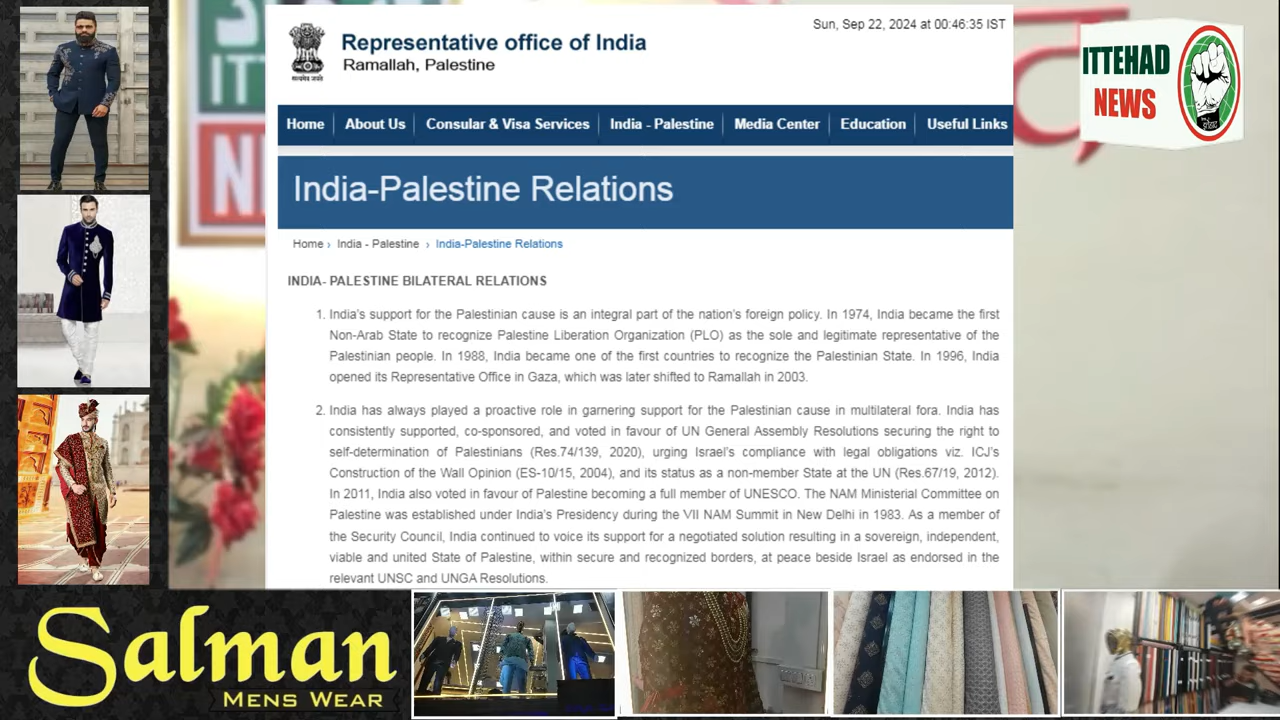 Sun, Sep 22, 2024 at 00:46:35 IST
Representative office of India
Ramallah, Palestine
सत्यमेव जयते
ITTEHAD
NEWS
Home About Us Consular & Visa Services India - Palestine Media Center Education Useful Links
India-Palestine Relations
Home › India - Palestine › India-Palestine Relations
INDIA- PALESTINE BILATERAL RELATIONS
1. India's support for the Palestinian cause is an integral part of the nation's foreign policy. In 1974, India became the first
Non-Arab State to recognize Palestine Liberation Organization (PLO) as the sole and legitimate representative of the
Palestinian people. In 1988, India became one of the first countries to recognize the Palestinian State. In 1996, India
opened its Representative Office in Gaza, which was later shifted to Ramallah in 2003.
2. India has always played a proactive role in garnering support for the Palestinian cause in multilateral fora. India has
consistently supported, co-sponsored, and voted in favour of UN General Assembly Resolutions securing the right to
self-determination of Palestinians (Res.74/139, 2020), urging Israel's compliance with legal obligations viz. ICJ's
Construction of the Wall Opinion (ES-10/15, 2004), and its status as a non-member State at the UN (Res.67/19, 2012).
In 2011, India also voted in favour of Palestine becoming a full member of UNESCO. The NAM Ministerial Committee on
Palestine was established under India's Presidency during the VII NAM Summit in New Delhi in 1983. As a member of
the Security Council, India continued to voice its support for a negotiated solution resulting in a sovereign, independent,
viable and united State of Palestine, within secure and recognized borders, at peace beside Israel as endorsed in the
relevant UNSC and UNGA Resolutions.
Salman
MENS WEAR